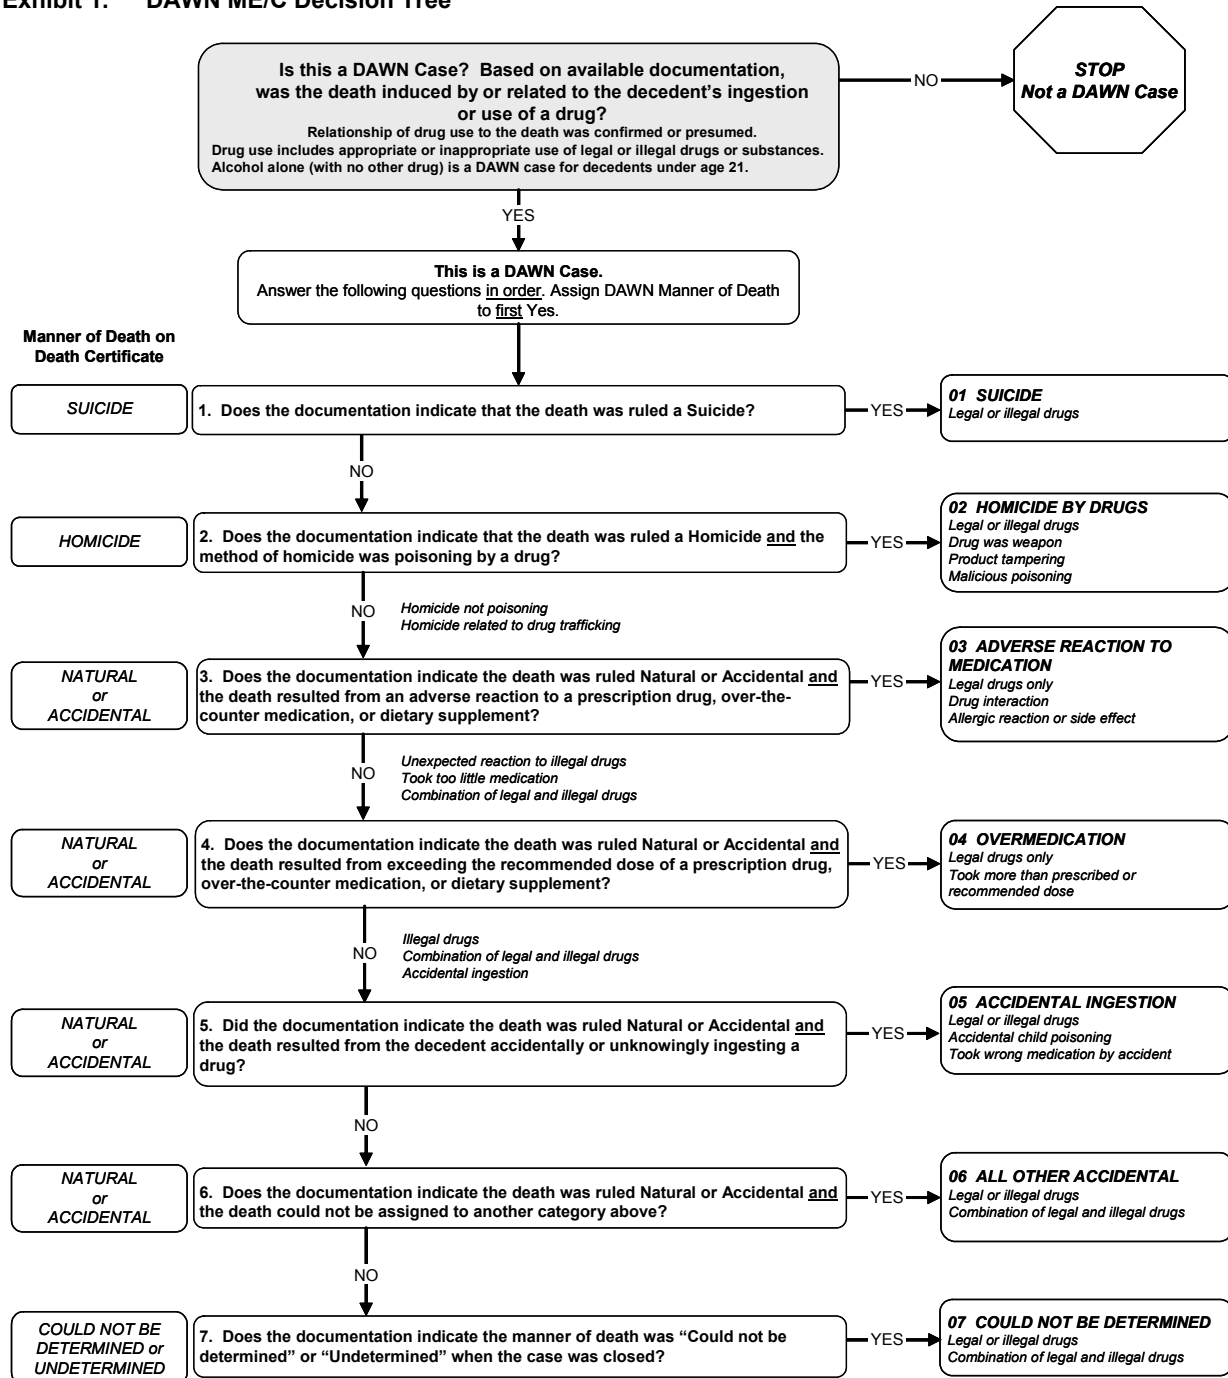 Exhibit 1. DAWN ME/C Decision Tree
Is this a DAWN Case? Based on available documentation,
was the death induced by or related to the decedent's ingestion
or use of a drug?
Relationship of drug use to the death was confirmed or presumed.
Drug use includes appropriate or inappropriate use of legal or illegal drugs or substances.
Alcohol alone (with no other drug) is a DAWN case for decedents under age 21.
NO
STOP
Not a DAWN Case
YES
This is a DAWN Case.
Answer the following questions in order. Assign DAWN Manner of Death
to first Yes.
Manner of Death on
Death Certificate
SUICIDE
1. Does the documentation indicate that the death was ruled a Suicide?
YES
01 SUICIDE
Legal or illegal drugs
NO
HOMICIDE
2. Does the documentation indicate that the death was ruled a Homicide and the
method of homicide was poisoning by a drug?
YES
02 HOMICIDE BY DRUGS
Legal or illegal drugs
Drug was weapon
Product tampering
Malicious poisoning
NO
Homicide not poisoning
Homicide related to drug trafficking
NATURAL
or
ACCIDENTAL
3. Does the documentation indicate the death was ruled Natural or Accidental and
the death resulted from an adverse reaction to a prescription drug, over-the-
counter medication, or dietary supplement?
YES
03 ADVERSE REACTION TO
MEDICATION
Legal drugs only
Drug interaction
Allergic reaction or side effect
NO
Unexpected reaction to illegal drugs
Took too little medication
Combination of legal and illegal drugs
NATURAL
or
ACCIDENTAL
4. Does the documentation indicate the death was ruled Natural or Accidental and
the death resulted from exceeding the recommended dose of a prescription drug,
over-the-counter medication, or dietary supplement?
YES
04 OVERMEDICATION
Legal drugs only
Took more than prescribed or
recommended dose
NO
Illegal drugs
Combination of legal and illegal drugs
Accidental ingestion
NATURAL
or
ACCIDENTAL
5. Did the documentation indicate the death was ruled Natural or Accidental and
the death resulted from the decedent accidentally or unknowingly ingesting a
drug?
YES
05 ACCIDENTAL INGESTION
Legal or illegal drugs
Accidental child poisoning
Took wrong medication by accident
NO
NATURAL
or
ACCIDENTAL
6. Does the documentation indicate the death was ruled Natural or Accidental and
the death could not be assigned to another category above?
YES
06 ALL OTHER ACCIDENTAL
Legal or illegal drugs
Combination of legal and illegal drugs
NO
COULD NOT BE
DETERMINED or
UNDETERMINED
7. Does the documentation indicate the manner of death was "Could not be
determined" or "Undetermined" when the case was closed?
YES
07 COULD NOT BE DETERMINED
Legal or illegal drugs
Combination of legal and illegal drugs